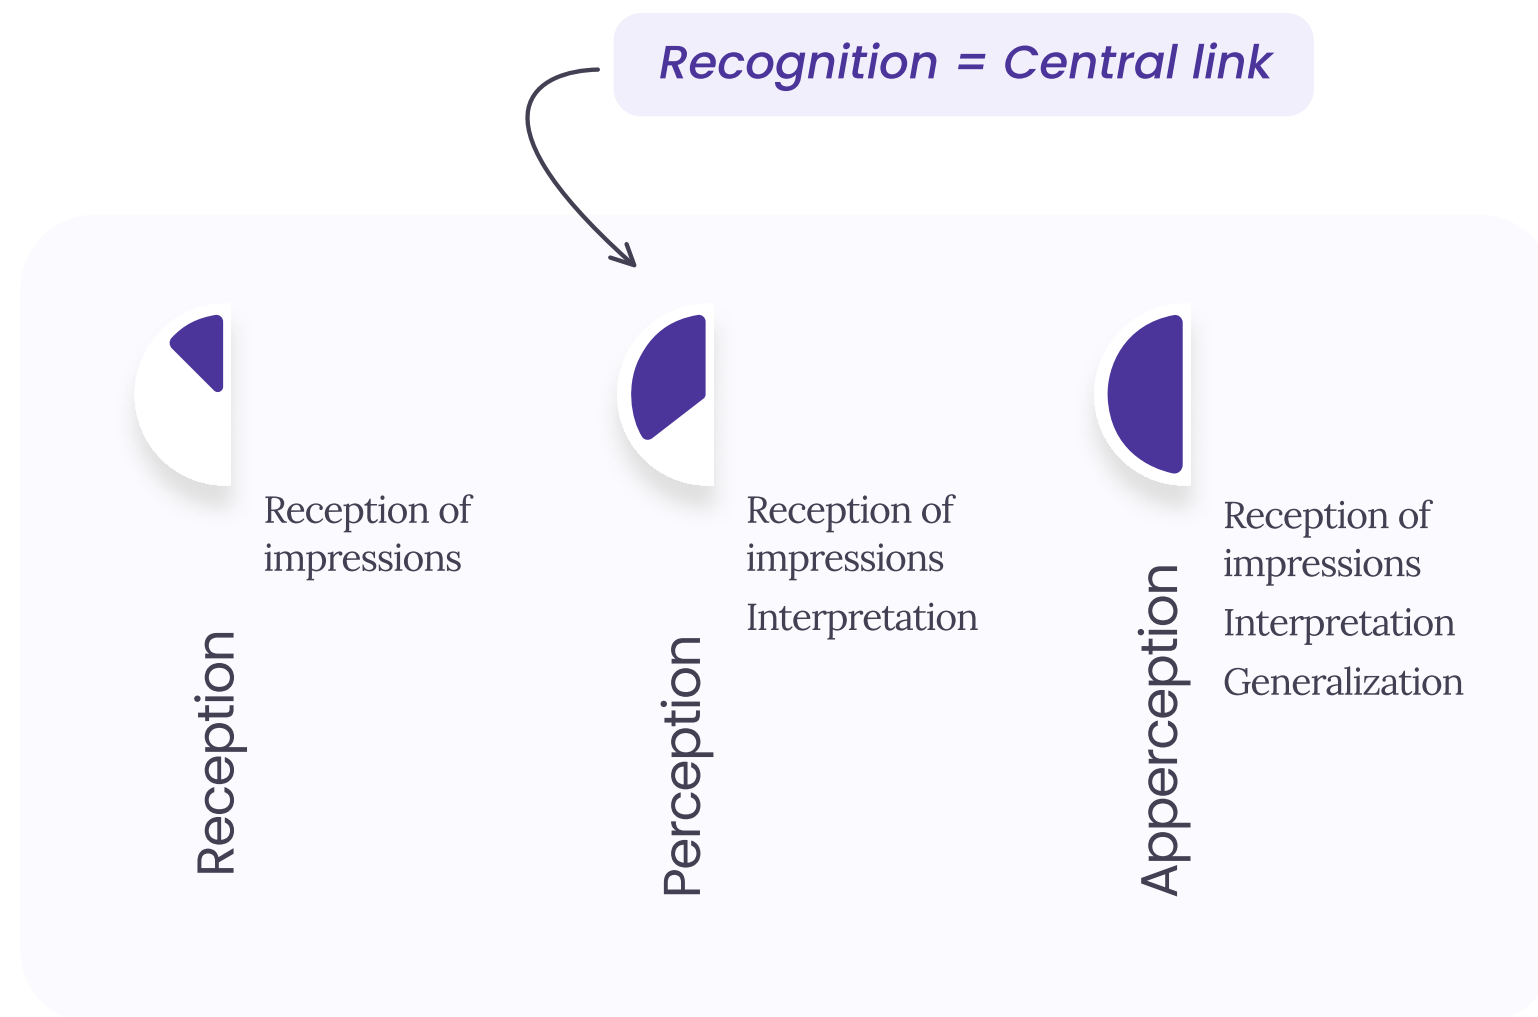 Recognition = Central link
Reception
Reception of
impressions
Perception
Reception of
impressions
Interpretation
Apperception
Reception of
impressions
Interpretation
Generalization